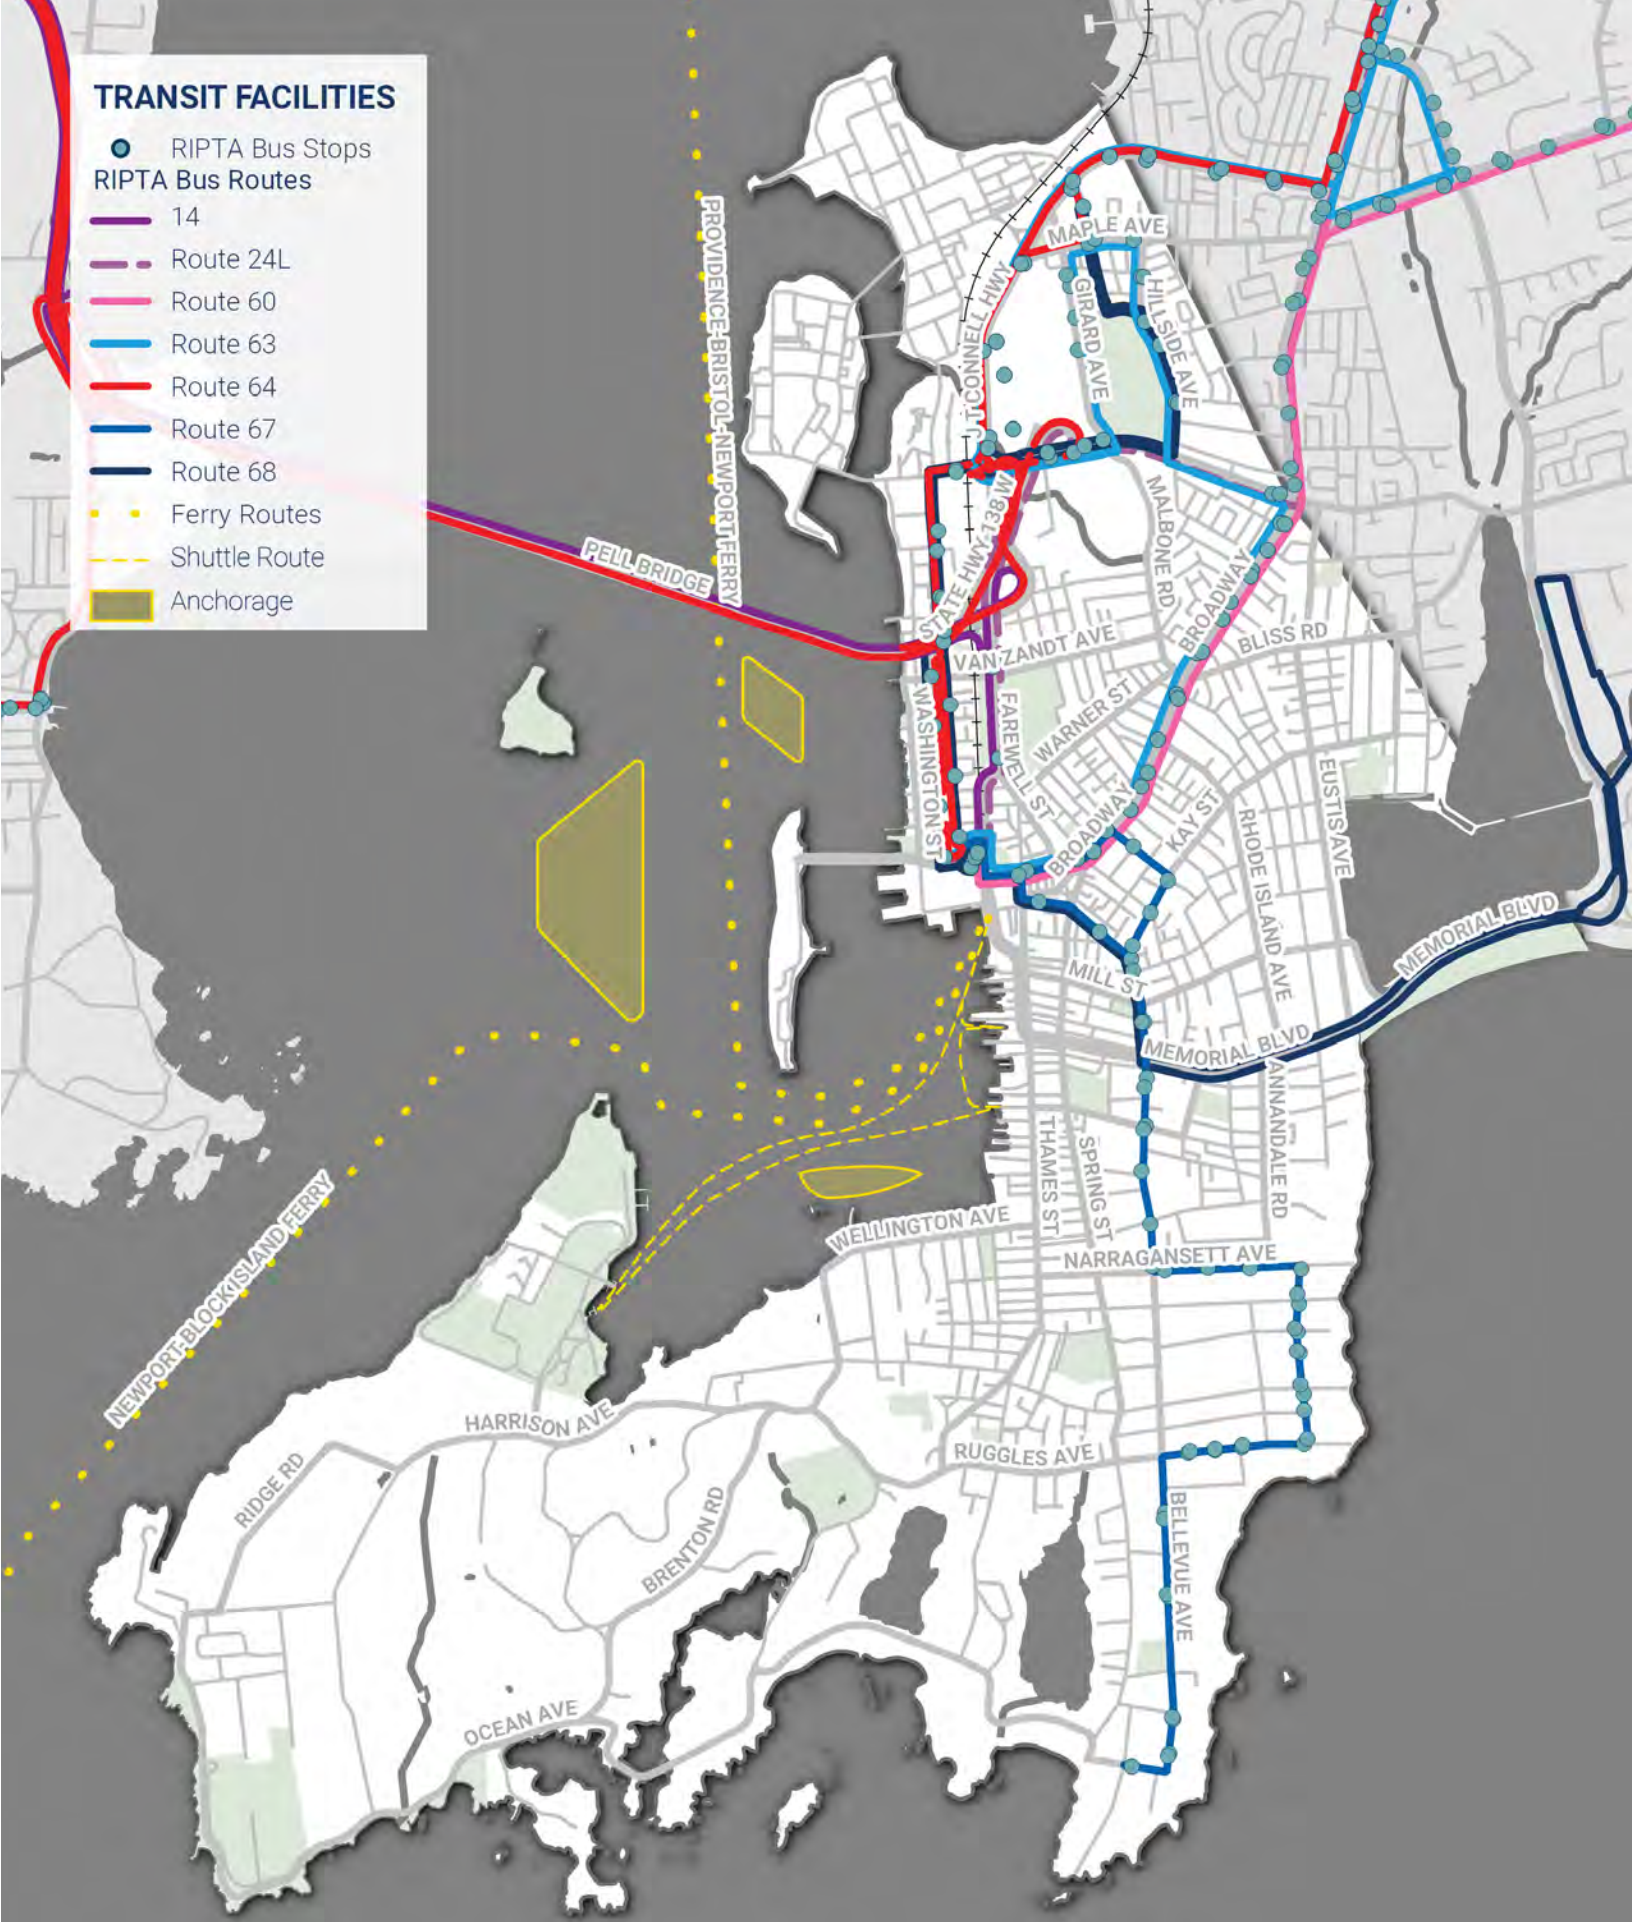 TRANSIT FACILITIES
RIPTA Bus Stops
RIPTA Bus Routes
14
Route 24L
Route 60
Route 63
Route 64
Route 67
Route 68
Ferry Routes
Shuttle Route
Anchorage
PROVIDENCE-BRISTOL-NEWPORT FERRY
MAPLE AVE
JT CONNELL HWY
GIRARD AVE
HILLSIDE AVE
MALBONE RD
STATE HWY 138 W
PELL BRIDGE
VAN ZANDT AVE
BROADWAY
BLISS RD
WARNER ST
FAREWELL ST
WASHINGTON ST
BROADWAY
KAY ST
EUSTIS AVE
RHODE ISLAND AVE
MEMORIAL BLVD
MILL ST
MEMORIAL BLVD
ANNANDALE RD
THAMES ST
SPRING ST
WELLINGTON AVE
NARRAGANSETT AVE
NEWPORT-BLOCK ISLAND FERRY
HARRISON AVE
RIDGE RD
RUGGLES AVE
BRENTON RD
BELLEVUE AVE
OCEAN AVE